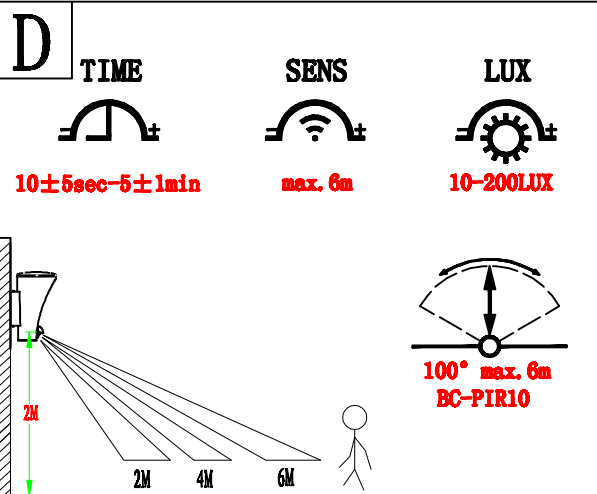 D
TIME
SENS
LUX
10±5sec-5±1min
max. 6m
10-200LUX
100° max. 6m
BC-PIR10
2M
2M
4M
6M